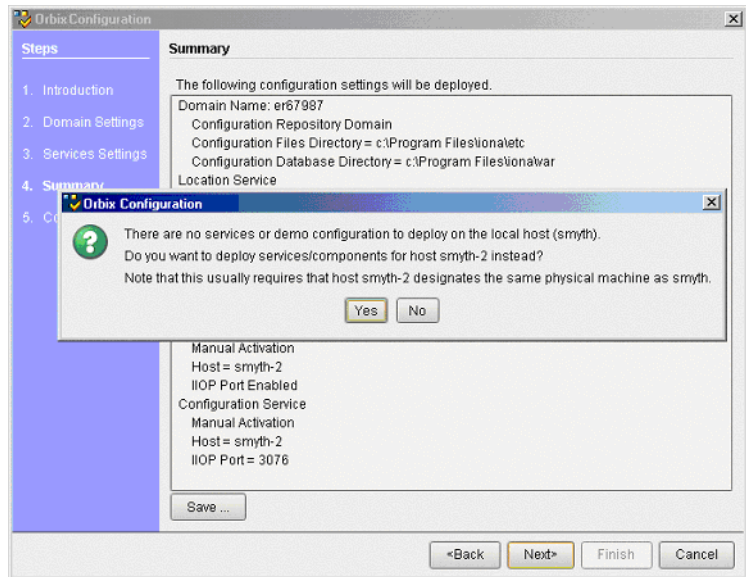 Orbix Configuration
Steps
1. Introduction
2. Domain Settings
3. Services Settings
4. Summary
5. Co
Summary
The following configuration settings will be deployed.
Domain Name: er67987
Configuration Repository Domain
Configuration Files Directory = c:\Program Files\iona\etc
Configuration Database Directory = c:\Program Files\iona\var
Location Service
Orbix Configuration
There are no services or demo configuration to deploy on the local host (smyth).
Do you want to deploy services/components for host smyth-2 instead?
Note that this usually requires that host smyth-2 designates the same physical machine as smyth.
Yes No
Manual Activation
Host = smyth-2
IIOP Port Enabled
Configuration Service
Manual Activation
Host = smyth-2
IIOP Port = 3076
Save ...
<Back Next> Finish Cancel